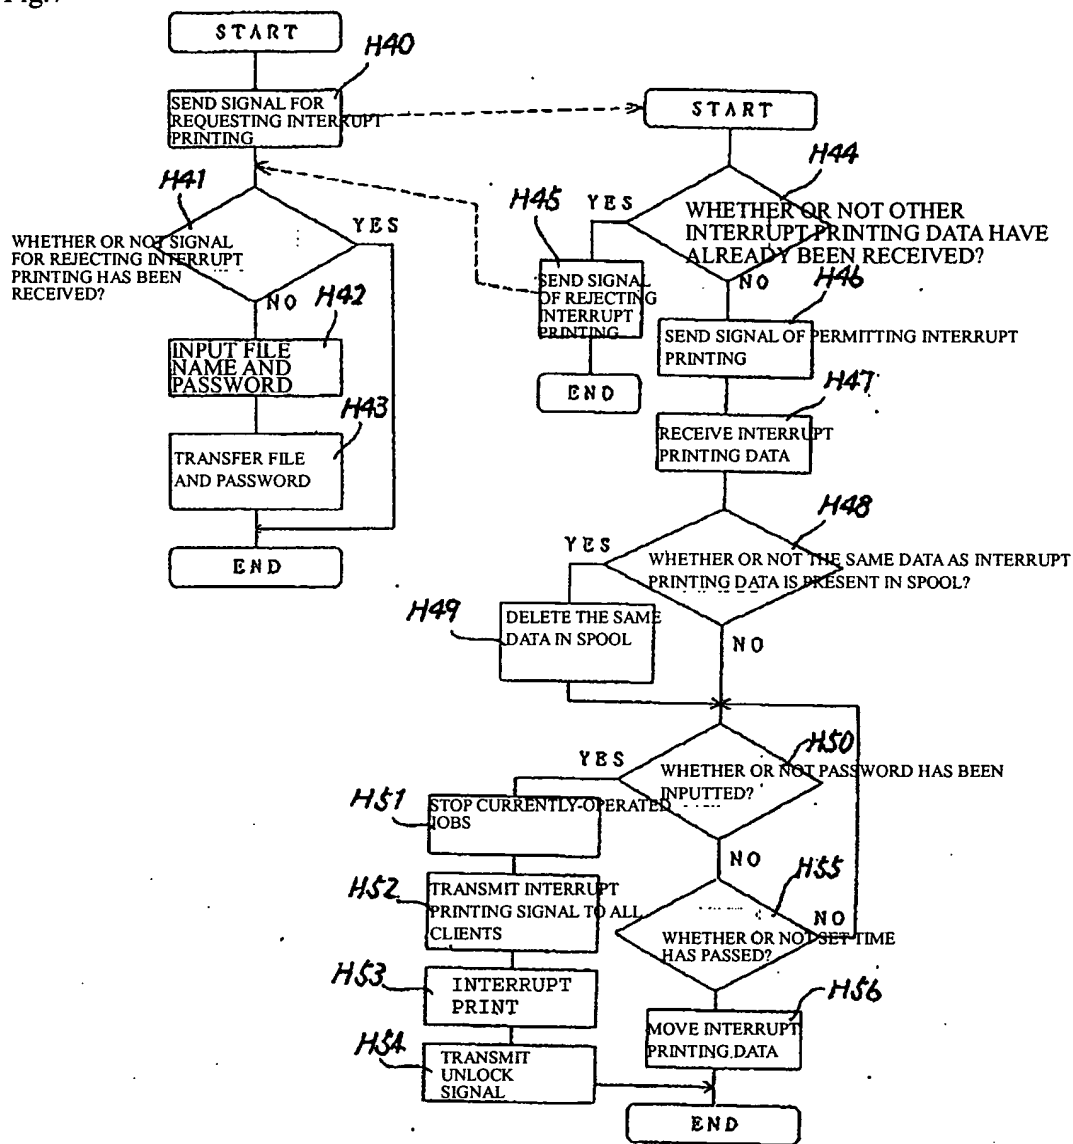 START
H40
SEND SIGNAL FOR
REQUESTING INTERRUPT
PRINTING
H41
YES
WHETHER OR NOT SIGNAL
FOR REJECTING INTERRUPT
PRINTING HAS BEEN
RECEIVED?
NO
H42
INPUT FILE
NAME AND
PASSWORD
H43
TRANSFER FILE
AND PASSWORD
END
START
H44
YES
WHETHER OR NOT OTHER
INTERRUPT PRINTING DATA HAVE
ALREADY BEEN RECEIVED?
H45
SEND SIGNAL
OF REJECTING
INTERRUPT
PRINTING
END
NO
H46
SEND SIGNAL OF PERMITTING INTERRUPT
PRINTING
H47
RECEIVE INTERRUPT
PRINTING DATA
H48
YES
WHETHER OR NOT THE SAME DATA AS INTERRUPT
PRINTING DATA IS PRESENT IN SPOOL?
H49
DELETE THE SAME
DATA IN SPOOL
NO
H50
YES
WHETHER OR NOT PASSWORD HAS BEEN
INPUTTED?
H51
STOP CURRENTLY-OPERATED
JOBS
H52
TRANSMIT INTERRUPT
PRINTING SIGNAL TO ALL
CLIENTS
H53
INTERRUPT
PRINT
H54
TRANSMIT
UNLOCK
SIGNAL
NO
H55
NO
WHETHER OR NOT SET TIME
HAS PASSED?
H56
MOVE INTERRUPT
PRINTING DATA
END